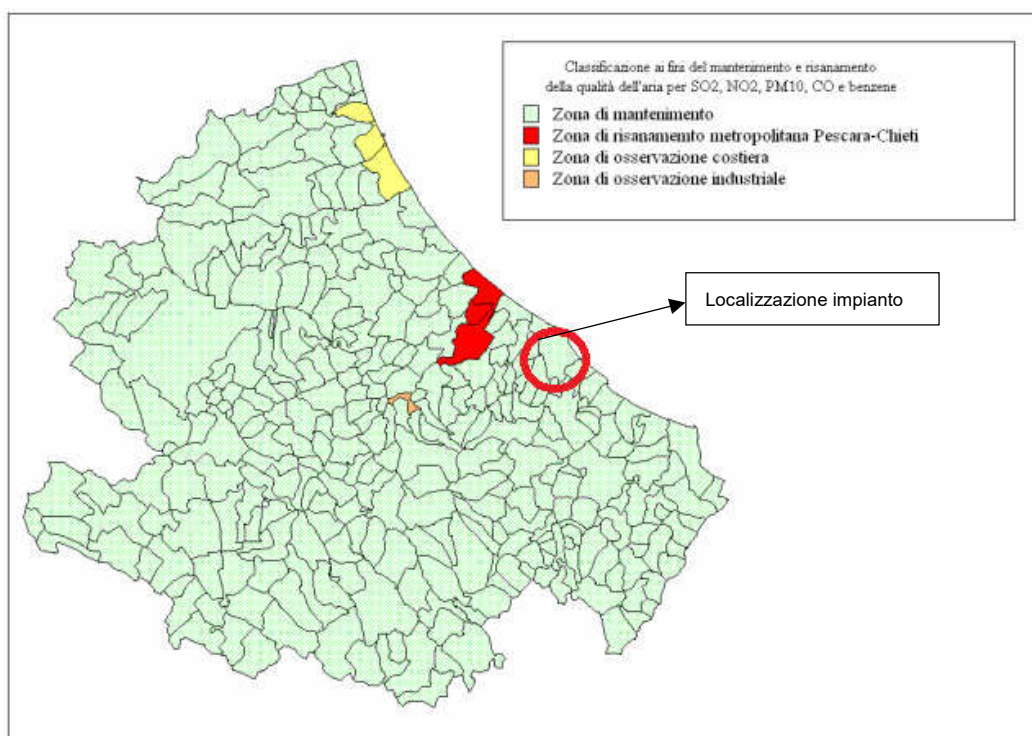 Classificazione ai fini del mantenimento e risanamento
della qualità dell'aria per SO2, NO2, PM10, CO e benzene
Zona di mantenimento
Zona di risanamento metropolitana Pescara-Chieti
Zona di osservazione costiera
Zona di osservazione industriale
Localizzazione impianto